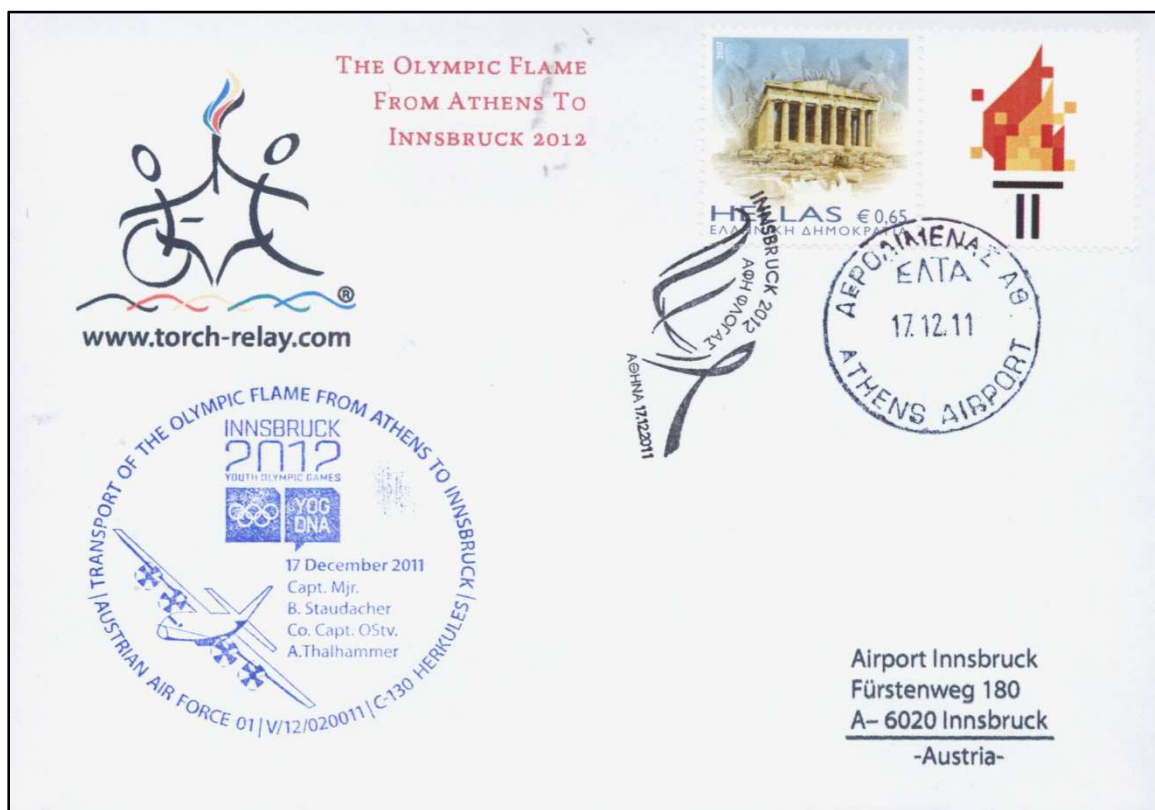 THE OLYMPIC FLAME
FROM ATHENS TO
INNSBRUCK 2012
®
www.torch-relay.com
2007
HELLAS € 0,65
ΕΛΛΗΝΙΚΗ ΔΗΜΟΚΡΑΤΙΑ
INNSBRUCK 2012
ΑΦΗ ΦΛΟΓΑΣ
ΑΘΗΝΑ 17.12.2011
ΑΕΡΟΛΙΜΕΝΑΣ ΑΘ.
ΕΛΤΑ
17.12.11
ATHENS AIRPORT
| TRANSPORT OF THE OLYMPIC FLAME FROM ATHENS TO INNSBRUCK |
INNSBRUCK
2012
YOUTH OLYMPIC GAMES
YOG
DNA
17 December 2011
Capt. Mjr.
B. Staudacher
Co. Capt. OStv.
A.Thalhammer
AUSTRIAN AIR FORCE 01 | V/12/020011 | C-130 HERKULES |
Airport Innsbruck
Fürstenweg 180
A– 6020 Innsbruck
-Austria-